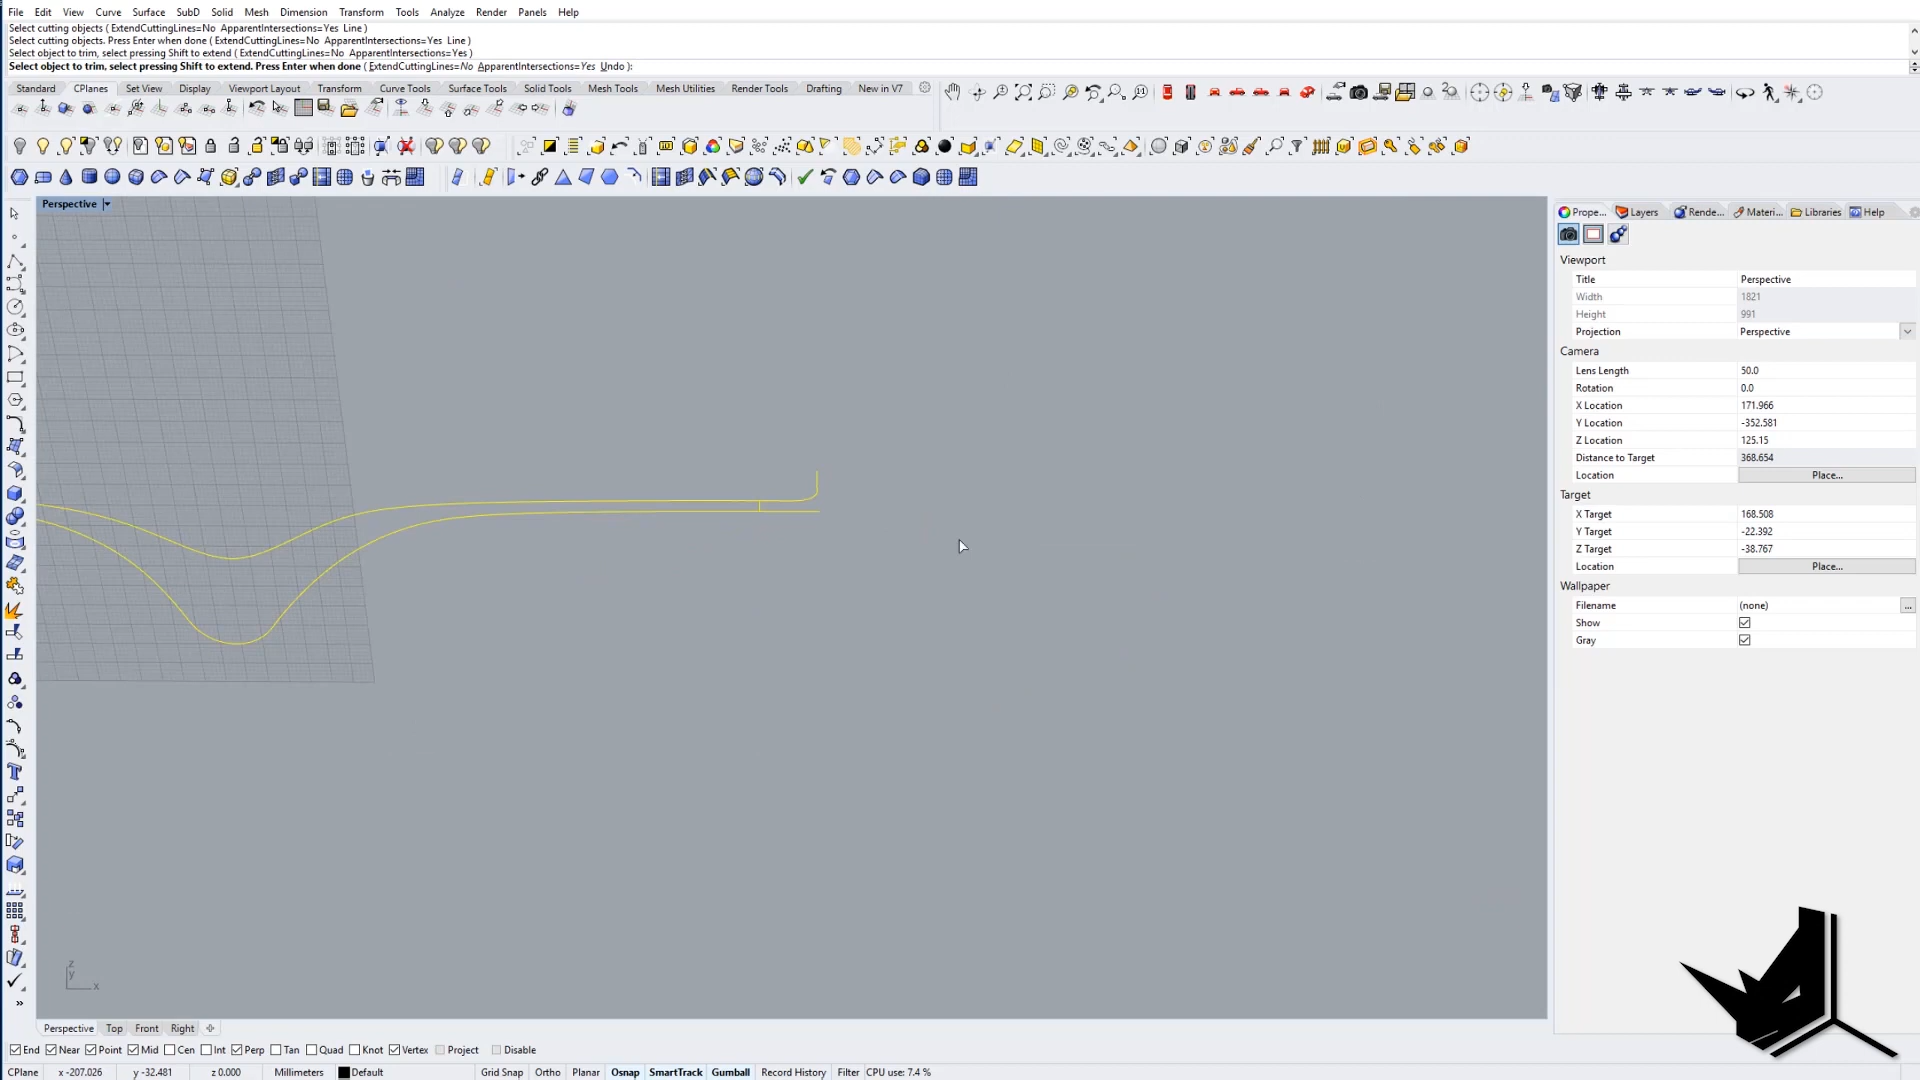 File Edit View Curve Surface SubD Solid Mesh Dimension Transform Tools Analyze Render Panels Help
Select cutting objects ( ExtendCuttingLines=No ApparentIntersections=Yes Line )
Select cutting objects. Press Enter when done ( ExtendCuttingLines=No ApparentIntersections=Yes Line )
Select object to trim, select pressing Shift to extend ( ExtendCuttingLines=No ApparentIntersections=Yes )
Select object to trim, select pressing Shift to extend. Press Enter when done ( ExtendCuttingLines=No ApparentIntersections=Yes Undo ):
Standard CPlanes Set View Display Viewport Layout Transform Curve Tools Surface Tools Solid Tools Mesh Tools Mesh Utilities Render Tools Drafting New in V7
Perspective
Prope... Layers Rende... Materi... Libraries Help
Viewport
Title Perspective
Width 1821
Height 991
Projection Perspective
Camera
Lens Length 50.0
Rotation 0.0
X Location 171.966
Y Location -352.581
Z Location 125.15
Distance to Target 368.654
Location Place...
Target
X Target 168.508
Y Target -22.392
Z Target -38.767
Location Place...
Wallpaper
Filename (none) ...
Show
Gray
z
y
x
Perspective Top Front Right
End Near Point Mid Cen Int Perp Tan Quad Knot Vertex Project Disable
CPlane x -207.026 y -32.481 z 0.000 Millimeters Default Grid Snap Ortho Planar Osnap SmartTrack Gumball Record History Filter CPU use: 7.4 %